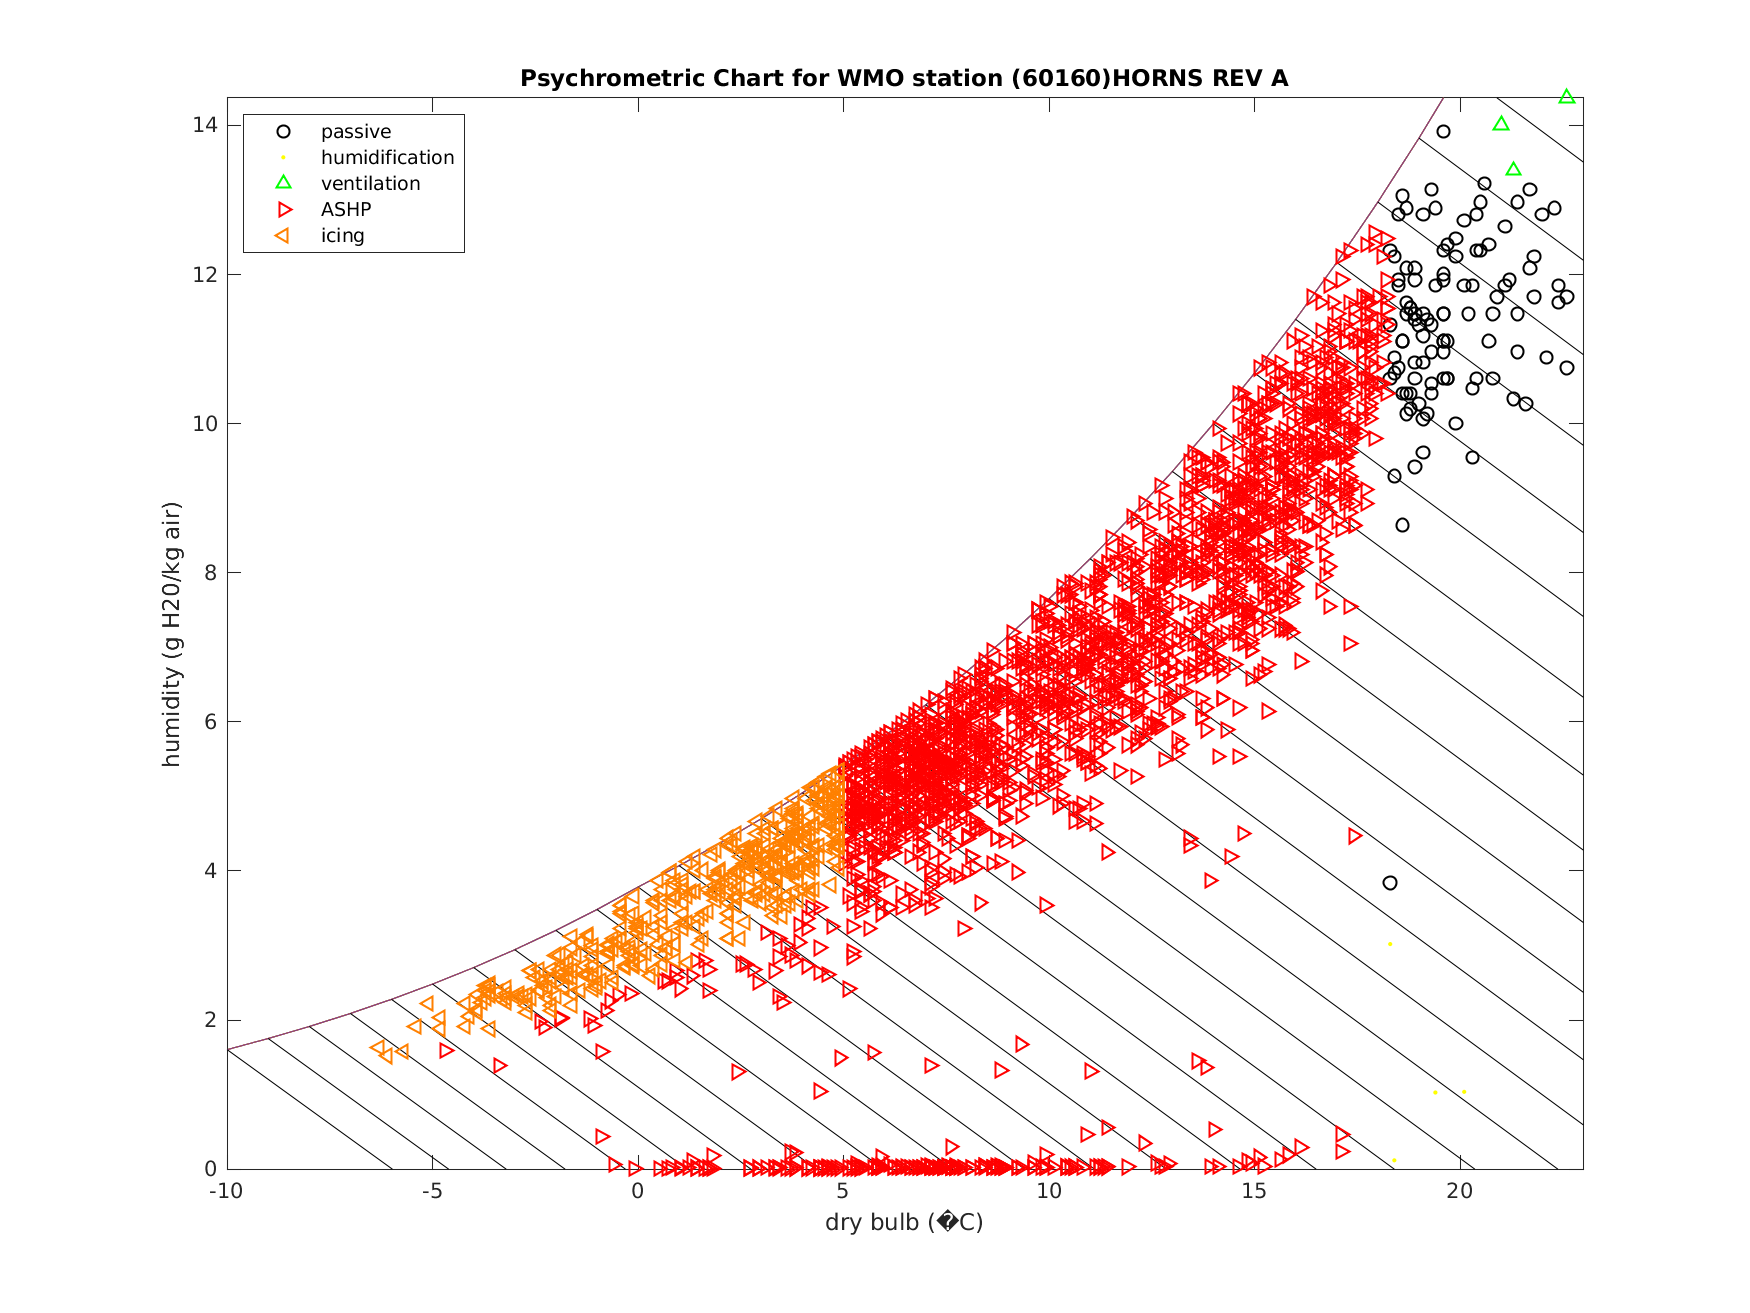 Psychrometric Chart for WMO station (60160)HORNS REV A
passive
humidification
ventilation
ASHP
icing
14
12
10
8
6
4
2
0
humidity (g H20/kg air)
-10 -5 0 5 10 15 20
dry bulb (�C)